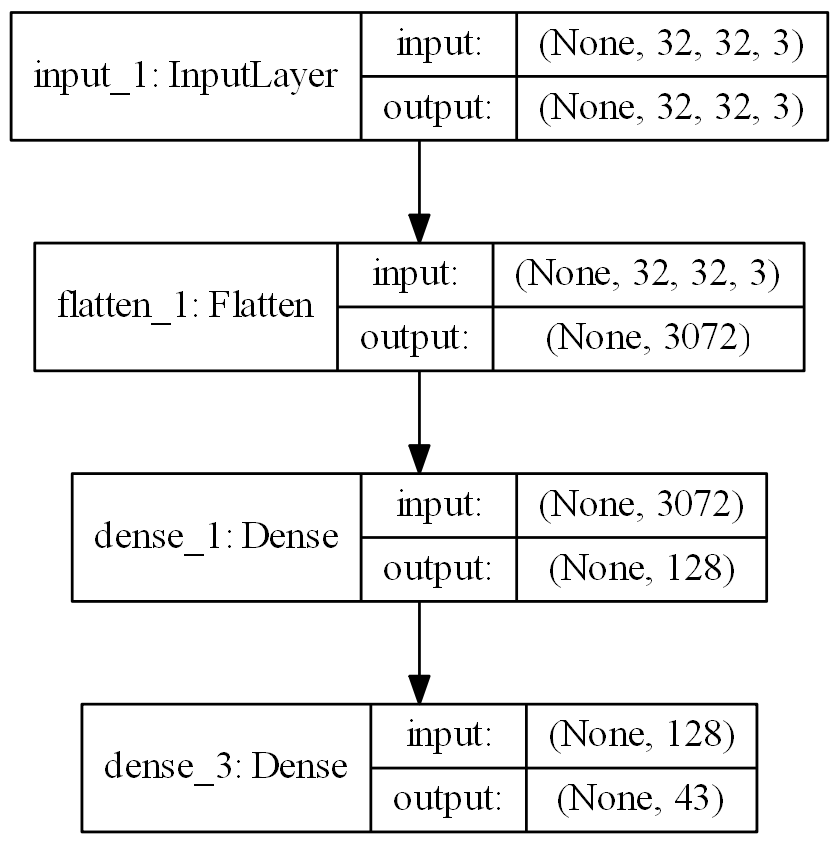 input_1: InputLayer
input: (None, 32, 32, 3)
output: (None, 32, 32, 3)
flatten_1: Flatten
input: (None, 32, 32, 3)
output: (None, 3072)
dense_1: Dense
input: (None, 3072)
output: (None, 128)
dense_3: Dense
input: (None, 128)
output: (None, 43)